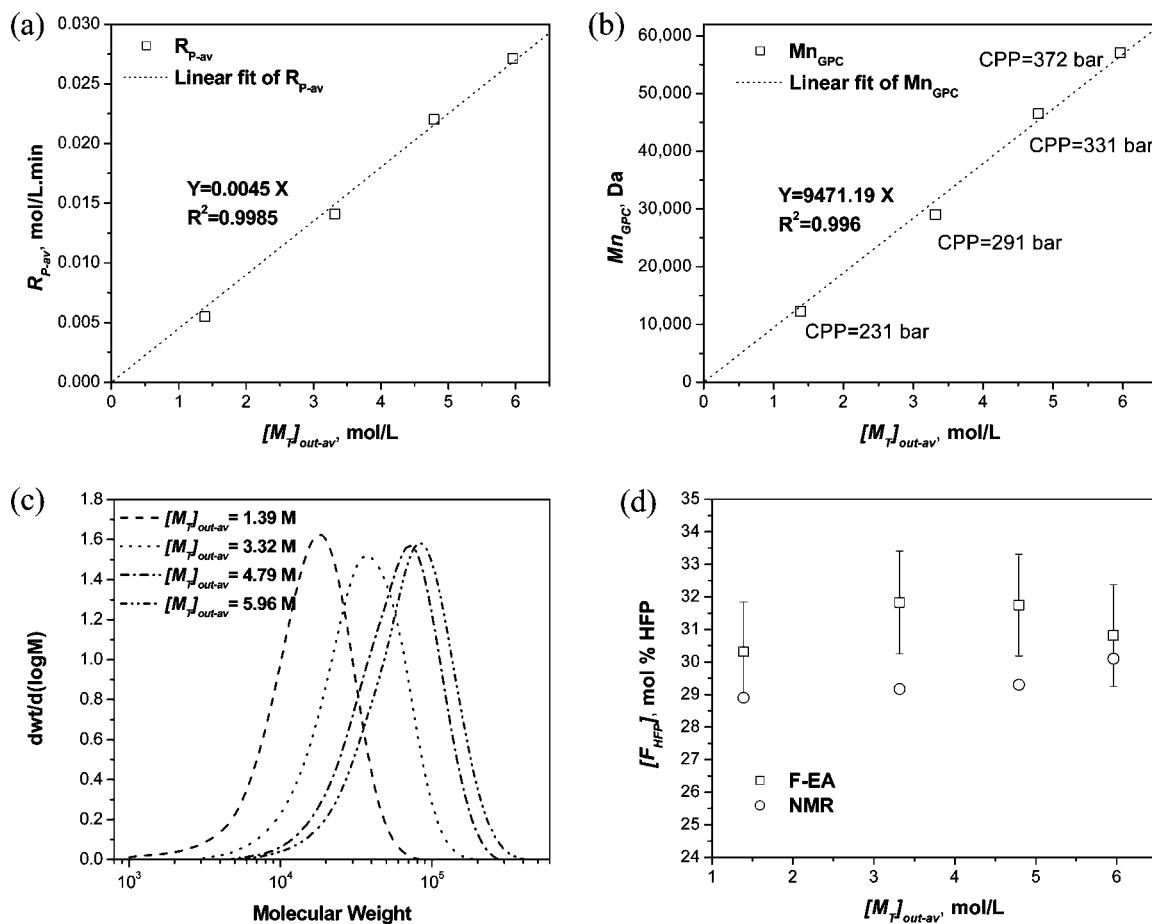 (a)
0.030
0.025
0.020
0.015
0.010
0.005
0.000
R_P-av, mol/L.min
R_P-av
Linear fit of R_P-av
Y=0.0045 X
R²=0.9985
0 1 2 3 4 5 6
[M_T]_out-av, mol/L
(b)
60,000
50,000
40,000
30,000
20,000
10,000
0
Mn_GPC, Da
Mn_GPC
Linear fit of Mn_GPC
CPP=372 bar
CPP=331 bar
Y=9471.19 X
R²=0.996
CPP=291 bar
CPP=231 bar
0 1 2 3 4 5 6
[M_T]_out-av, mol/L
(c)
1.8
1.6
1.4
1.2
1.0
0.8
0.6
0.4
0.2
0.0
dwt/d(logM)
[M_T]_out-av= 1.39 M
[M_T]_out-av= 3.32 M
[M_T]_out-av= 4.79 M
[M_T]_out-av= 5.96 M
10³ 10⁴ 10⁵
Molecular Weight
(d)
35
34
33
32
31
30
29
28
27
26
25
24
[F_HFP], mol % HFP
F-EA
NMR
1 2 3 4 5 6
[M_T]_out-av, mol/L